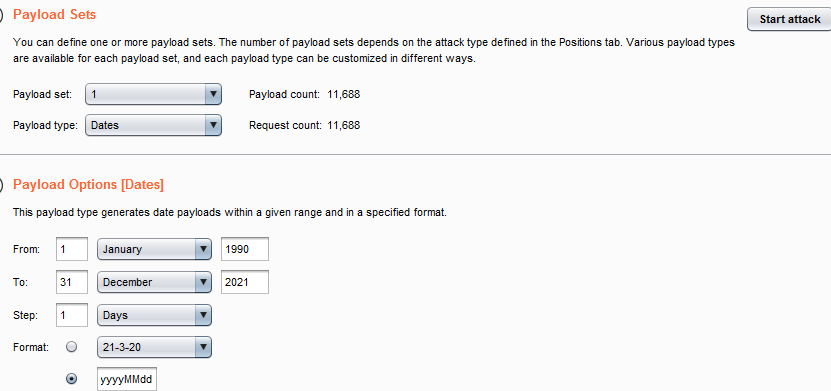 Payload Sets
Start attack
You can define one or more payload sets. The number of payload sets depends on the attack type defined in the Positions tab. Various payload types
are available for each payload set, and each payload type can be customized in different ways.
Payload set: 1 Payload count: 11,688
Payload type: Dates Request count: 11,688
Payload Options [Dates]
This payload type generates date payloads within a given range and in a specified format.
From: 1 January 1990
To: 31 December 2021
Step: 1 Days
Format: 21-3-20
yyyyMMdd